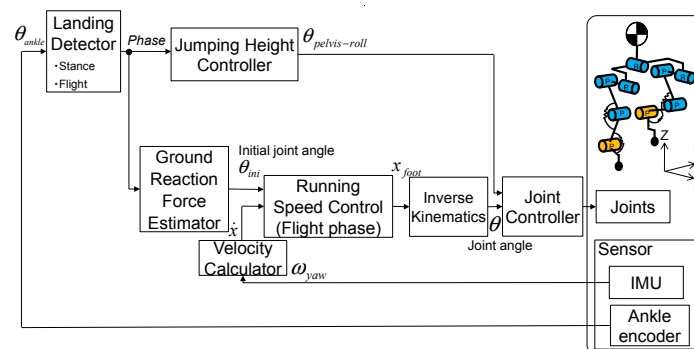 θankle
Landing
Detector
・Stance
・Flight
Phase
Jumping Height
Controller
θpelvis−roll
Ground
Reaction
Force
Estimator
Initial joint angle
θini
ẋ
Running
Speed Control
(Flight phase)
xfoot
Inverse
Kinematics
θ
Joint angle
Joint
Controller
Joints
Velocity
Calculator
ωyaw
Sensor
IMU
Ankle
encoder
R
P
P
R
R
P
P
P
P
Z